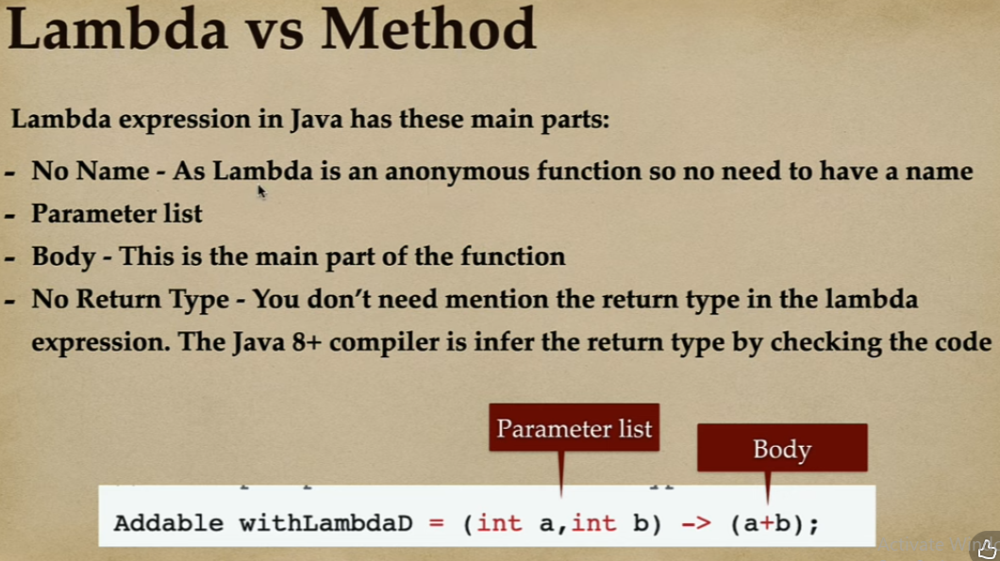 Lambda vs Method
Lambda expression in Java has these main parts:
- No Name - As Lambda is an anonymous function so no need to have a name
- Parameter list
- Body - This is the main part of the function
- No Return Type - You don't need mention the return type in the lambda
expression. The Java 8+ compiler is infer the return type by checking the code
Parameter list
Body
Addable withLambdaD = (int a,int b) -> (a+b);